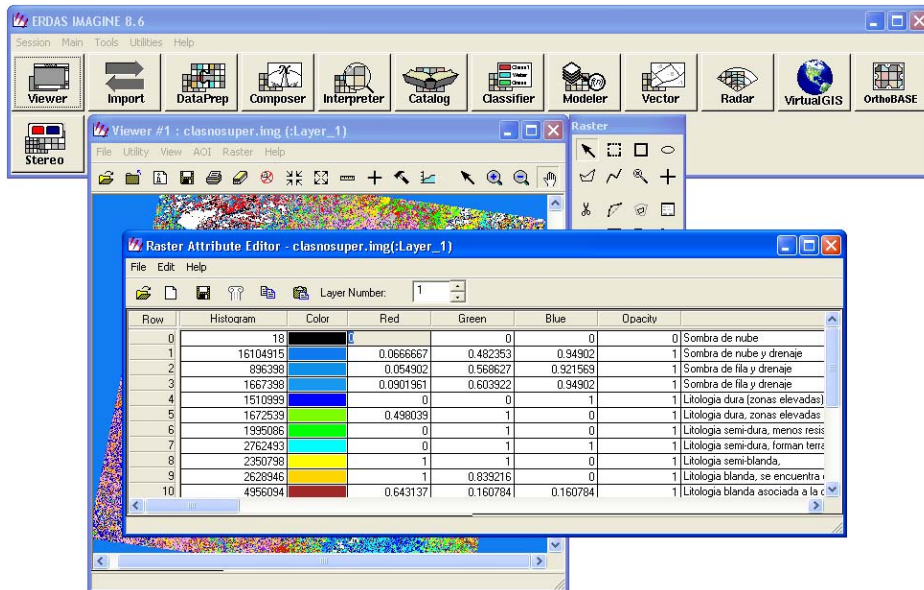 ERDAS IMAGINE 8.6
Session Main Tools Utilities Help
Viewer Import DataPrep Composer Interpreter Catalog Classifier Modeler Vector Radar VirtualGIS OrthoBASE
Stereo
Viewer #1 : clasnosuper.img (:Layer_1)
File Utility View AOI Raster Help
Raster
Raster Attribute Editor - clasnosuper.img(:Layer_1)
File Edit Help
Layer Number: 1
Row Histogram Color Red Green Blue Opacity
0 18 0 0 0 0 Sombra de nube
1 16104915 0.0666667 0.482353 0.94902 1 Sombra de nube y drenaje
2 896398 0.054902 0.568627 0.921569 1 Sombra de fila y drenaje
3 1667398 0.0901961 0.603922 0.94902 1 Sombra de fila y drenaje
4 1510999 0 0 1 1 Litologia dura (zonas elevadas)
5 1672539 0.498039 1 0 1 Litologia dura, zonas elevadas
6 1995086 0 1 0 1 Litologia semi-dura, menos resis
7 2762493 0 1 1 1 Litologia semi-dura, forman terra
8 2350798 1 1 0 1 Litologia semi-blanda,
9 2628946 1 0.839216 0 1 Litologia blanda, se encuentra
10 4956094 0.643137 0.160784 0.160784 1 Litologia blanda asociada a la